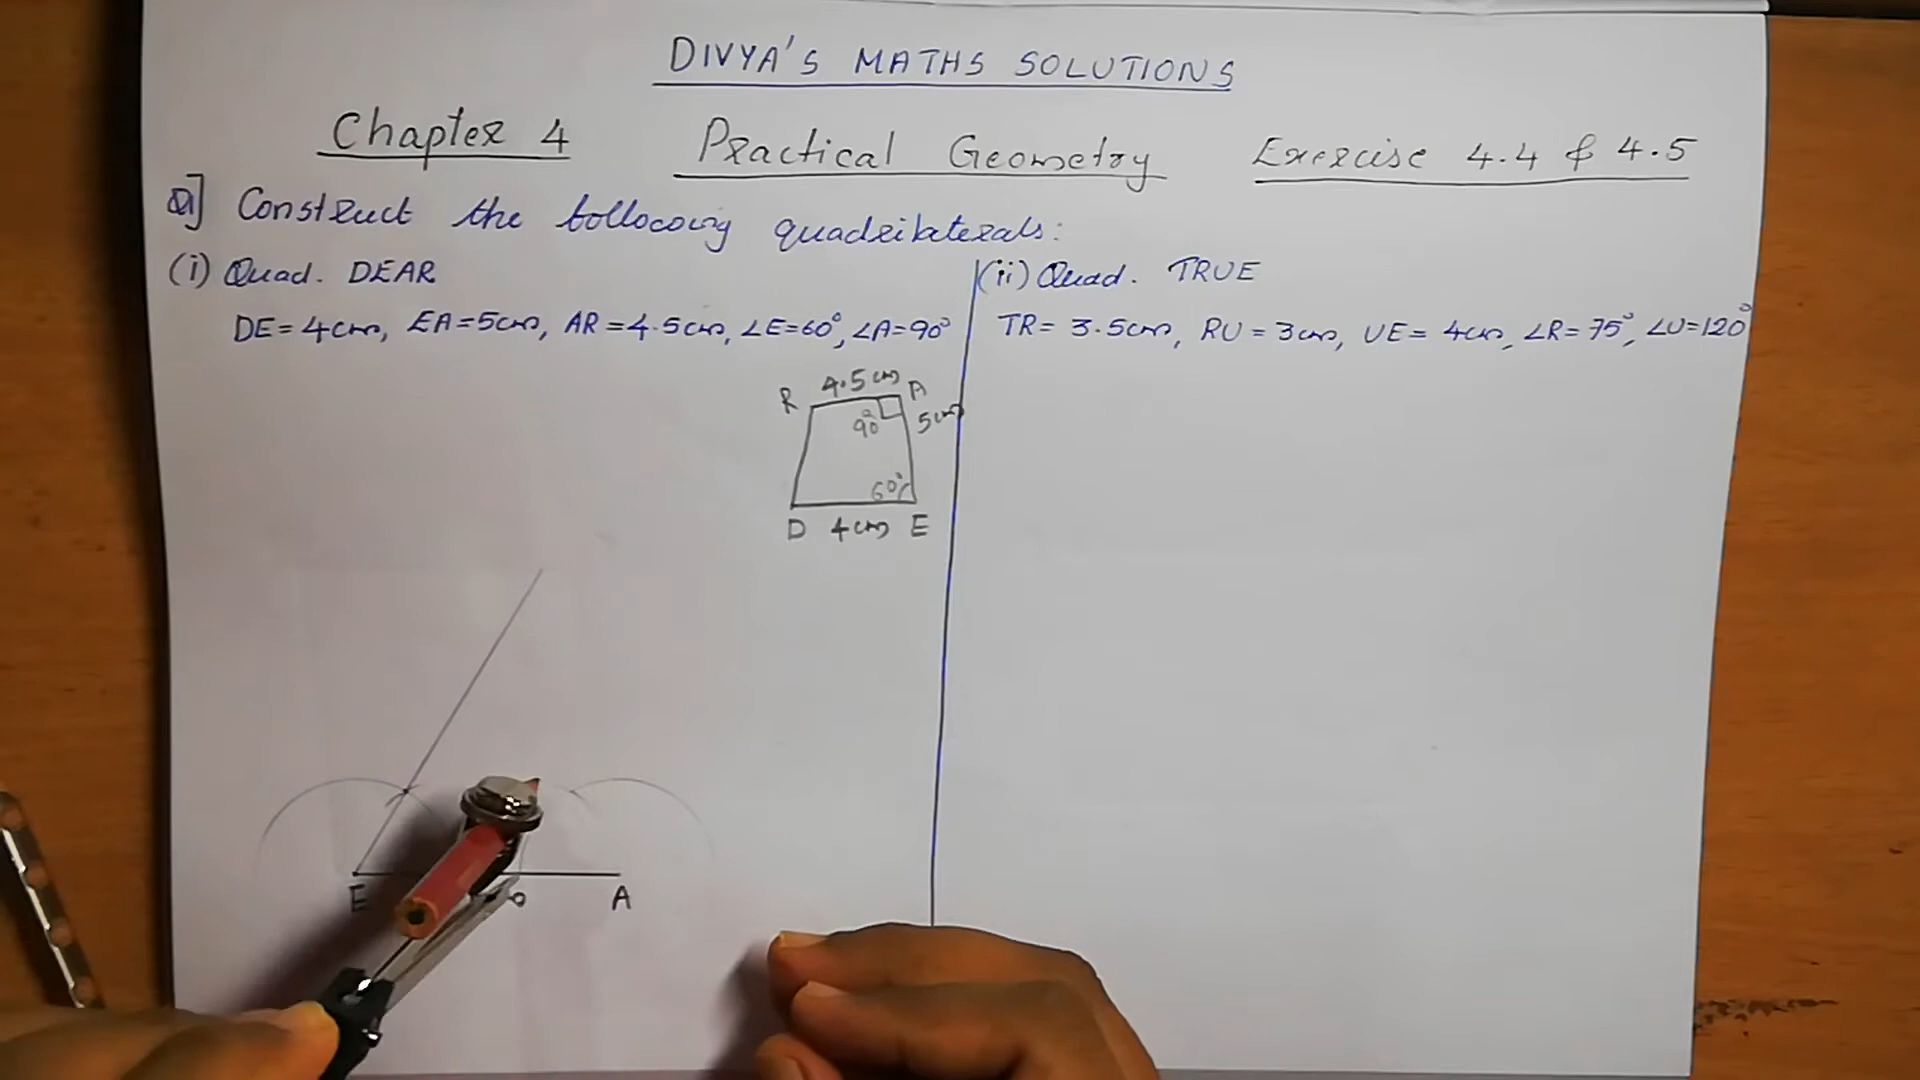 DIVYA'S MATHS SOLUTIONS
Chapter 4 Practical Geometry Exercise 4.4 & 4.5
Q1] Construct the following quadrilaterals:
(i) Quad. DEAR
DE = 4cm, EA = 5cm, AR = 4.5cm, ∠E = 60°, ∠A = 90°
R 4.5cm A
90° 5cm
60°
D 4cm E
E A
(ii) Quad. TRUE
TR = 3.5cm, RU = 3cm, UE = 4cm, ∠R = 75°, ∠U = 120°